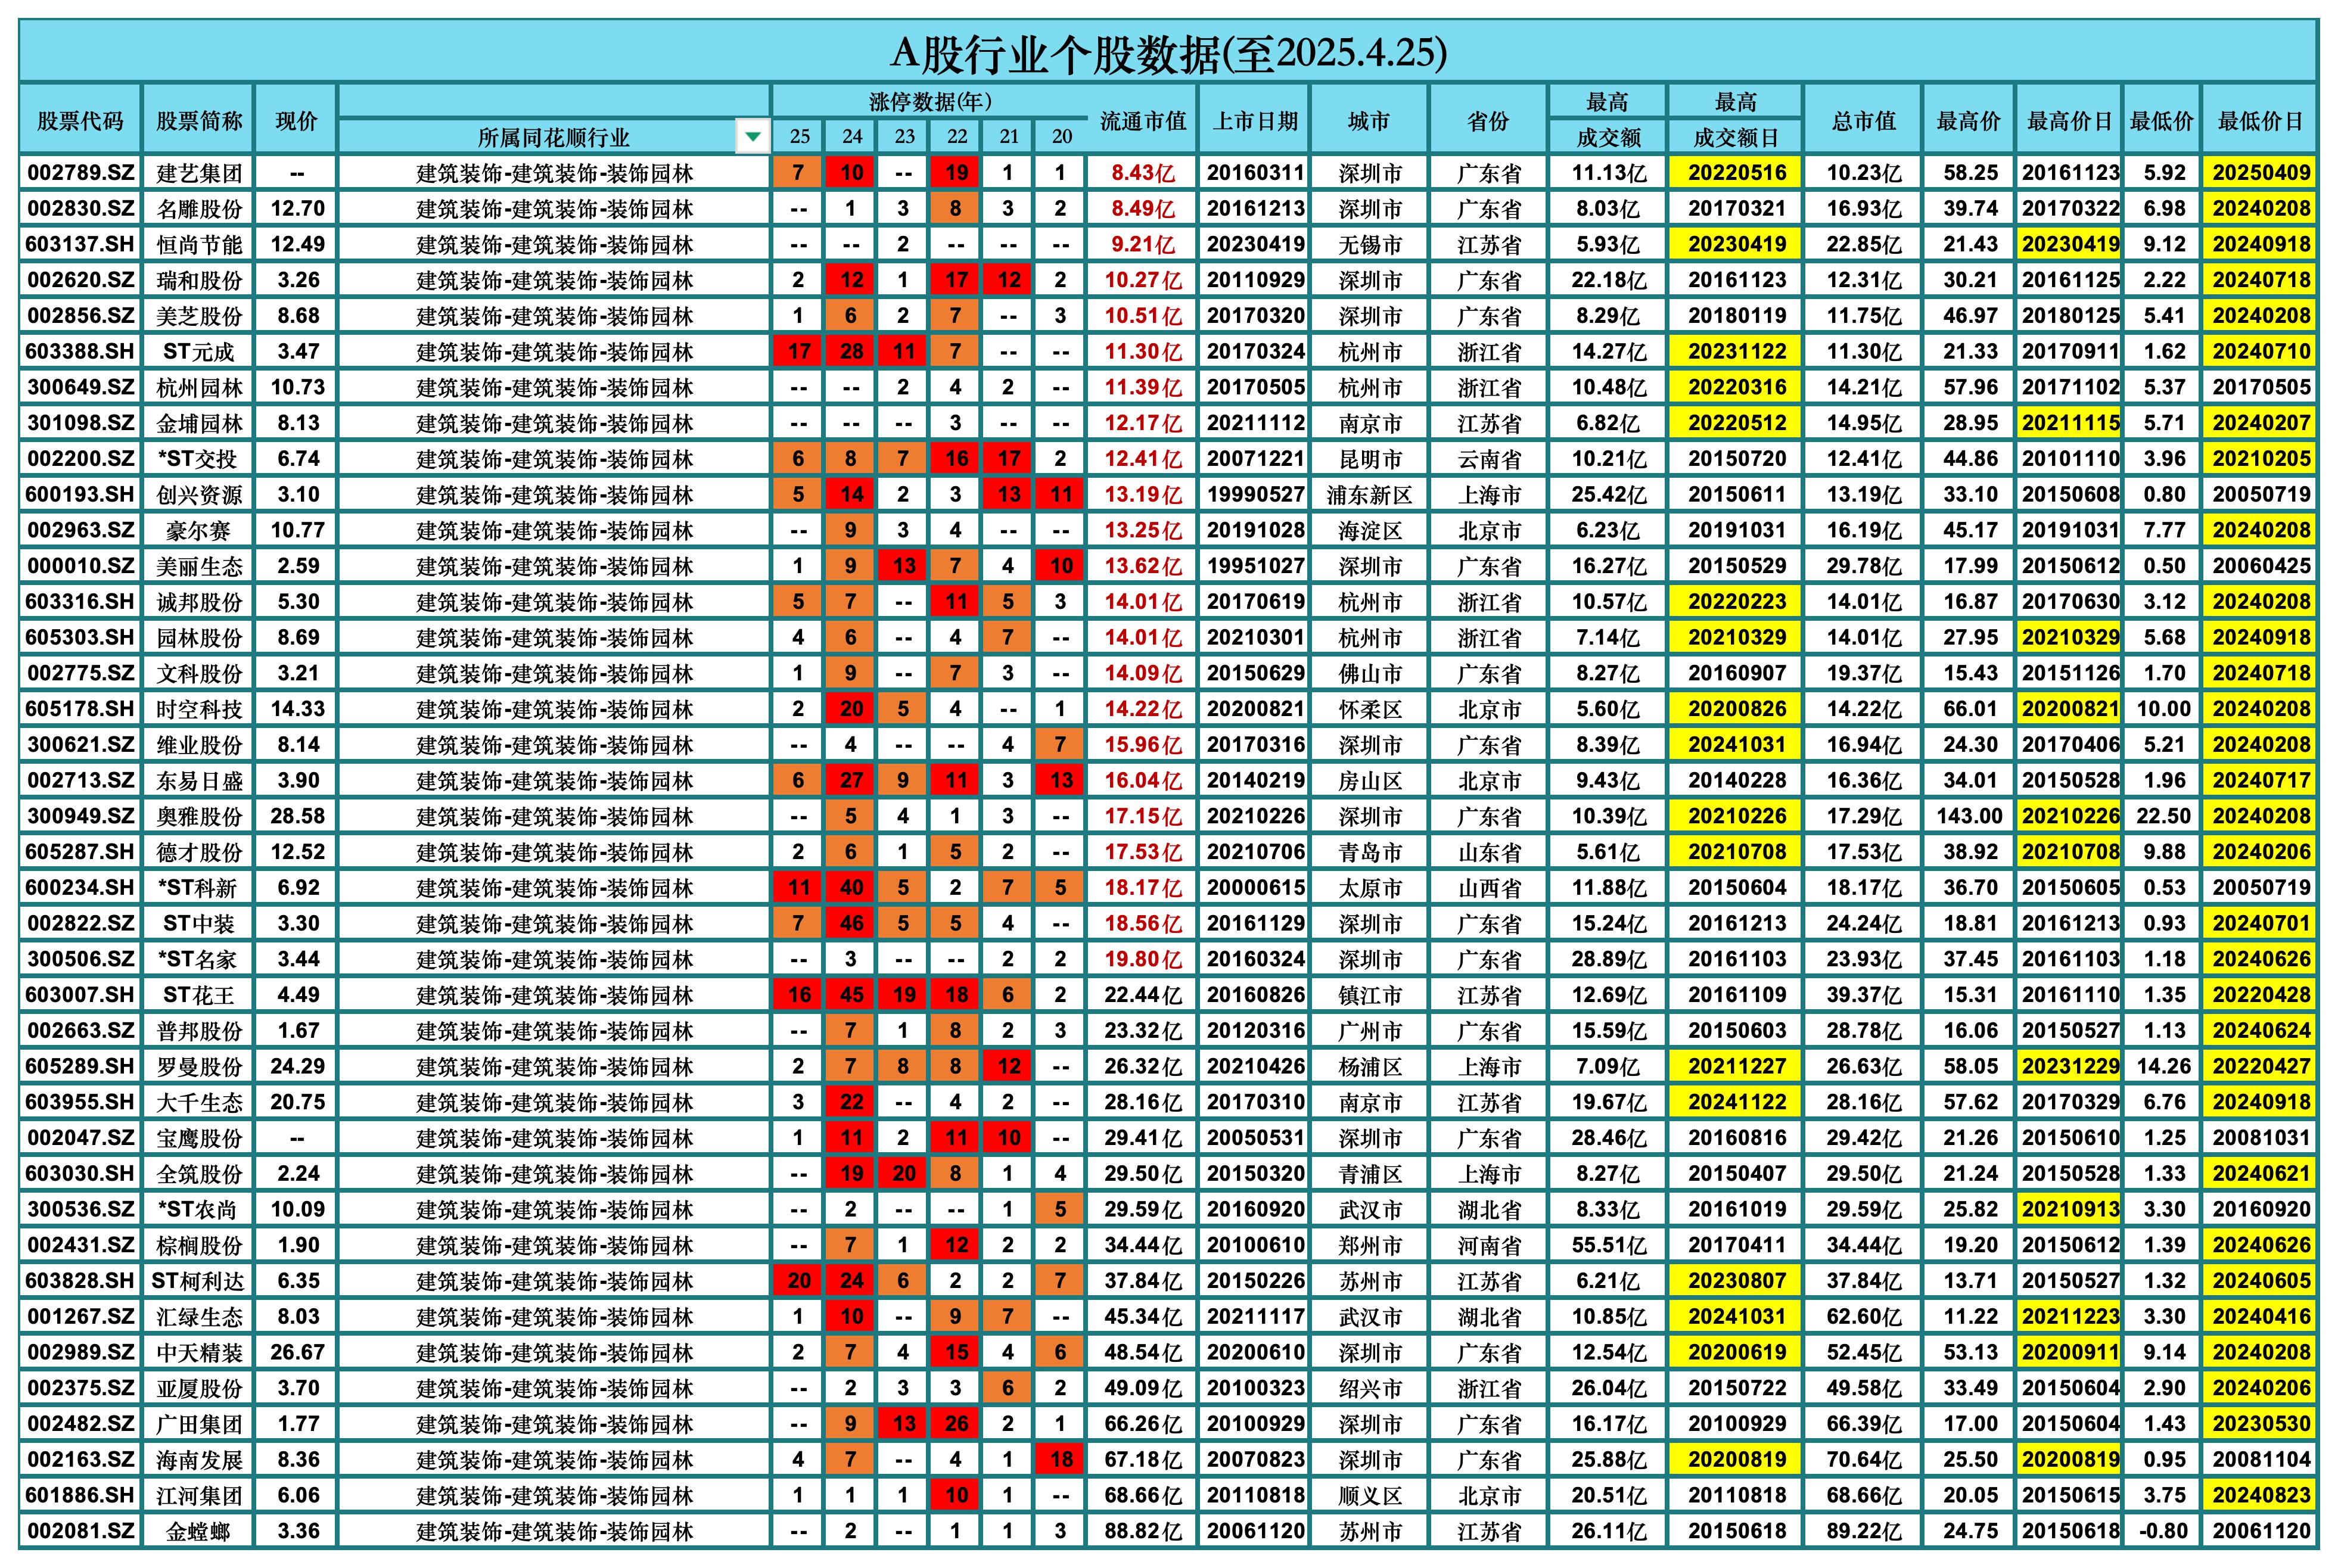 A股行业个股数据(至2025.4.25)
股票代码 股票简称 现价 所属同花顺行业 涨停数据(年) 25 24 23 22 21 20 流通市值 上市日期 城市 省份 最高成交额 最高成交额日 总市值 最高价 最高价日 最低价 最低价日
002789.SZ 建艺集团 -- 建筑装饰-建筑装饰-装饰园林 7 10 -- 19 1 1 8.43亿 20160311 深圳市 广东省 11.13亿 20220516 10.23亿 58.25 20161123 5.92 20250409
002830.SZ 名雕股份 12.70 建筑装饰-建筑装饰-装饰园林 -- 1 3 8 3 2 8.49亿 20161213 深圳市 广东省 8.03亿 20170321 16.93亿 39.74 20170322 6.98 20240208
603137.SH 恒尚节能 12.49 建筑装饰-建筑装饰-装饰园林 -- -- 2 -- -- -- 9.21亿 20230419 无锡市 江苏省 5.93亿 20230419 22.85亿 21.43 20230419 9.12 20240918
002620.SZ 瑞和股份 3.26 建筑装饰-建筑装饰-装饰园林 2 12 1 17 12 2 10.27亿 20110929 深圳市 广东省 22.18亿 20161123 12.31亿 30.21 20161125 2.22 20240718
002856.SZ 美芝股份 8.68 建筑装饰-建筑装饰-装饰园林 1 6 2 7 -- 3 10.51亿 20170320 深圳市 广东省 8.29亿 20180119 11.75亿 46.97 20180125 5.41 20240208
603388.SH ST元成 3.47 建筑装饰-建筑装饰-装饰园林 17 28 11 7 -- -- 11.30亿 20170324 杭州市 浙江省 14.27亿 20231122 11.30亿 21.33 20170911 1.62 20240710
300649.SZ 杭州园林 10.73 建筑装饰-建筑装饰-装饰园林 -- -- 2 4 2 -- 11.39亿 20170505 杭州市 浙江省 10.48亿 20220316 14.21亿 57.96 20171102 5.37 20170505
301098.SZ 金埔园林 8.13 建筑装饰-建筑装饰-装饰园林 -- -- -- 3 -- -- 12.17亿 20211112 南京市 江苏省 6.82亿 20220512 14.95亿 28.95 20211115 5.71 20240207
002200.SZ *ST交投 6.74 建筑装饰-建筑装饰-装饰园林 6 8 7 16 17 2 12.41亿 20071221 昆明市 云南省 10.21亿 20150720 12.41亿 44.86 20101110 3.96 20210205
600193.SH 创兴资源 3.10 建筑装饰-建筑装饰-装饰园林 5 14 2 3 13 11 13.19亿 19990527 浦东新区 上海市 25.42亿 20150611 13.19亿 33.10 20150608 0.80 20050719
002963.SZ 豪尔赛 10.77 建筑装饰-建筑装饰-装饰园林 -- 9 3 4 -- -- 13.25亿 20191028 海淀区 北京市 6.23亿 20191031 16.19亿 45.17 20191031 7.77 20240208
000010.SZ 美丽生态 2.59 建筑装饰-建筑装饰-装饰园林 1 9 13 7 4 10 13.62亿 19951027 深圳市 广东省 16.27亿 20150529 29.78亿 17.99 20150612 0.50 20060425
603316.SH 诚邦股份 5.30 建筑装饰-建筑装饰-装饰园林 5 7 -- 11 5 3 14.01亿 20170619 杭州市 浙江省 10.57亿 20220223 14.01亿 16.87 20170630 3.12 20240208
605303.SH 园林股份 8.69 建筑装饰-建筑装饰-装饰园林 4 6 -- 4 7 -- 14.01亿 20210301 杭州市 浙江省 7.14亿 20210329 14.01亿 27.95 20210329 5.68 20240918
002775.SZ 文科股份 3.21 建筑装饰-建筑装饰-装饰园林 1 9 -- 7 3 -- 14.09亿 20150629 佛山市 广东省 8.27亿 20160907 19.37亿 15.43 20151126 1.70 20240718
605178.SH 时空科技 14.33 建筑装饰-建筑装饰-装饰园林 2 20 5 4 -- 1 14.22亿 20200821 怀柔区 北京市 5.60亿 20200826 14.22亿 66.01 20200821 10.00 20240208
300621.SZ 维业股份 8.14 建筑装饰-建筑装饰-装饰园林 -- 4 -- -- 4 7 15.96亿 20170316 深圳市 广东省 8.39亿 20241031 16.94亿 24.30 20170406 5.21 20240208
002713.SZ 东易日盛 3.90 建筑装饰-建筑装饰-装饰园林 6 27 9 11 3 13 16.04亿 20140219 房山区 北京市 9.43亿 20140228 16.36亿 34.01 20150528 1.96 20240717
300949.SZ 奥雅股份 28.58 建筑装饰-建筑装饰-装饰园林 -- 5 4 1 3 -- 17.15亿 20210226 深圳市 广东省 10.39亿 20210226 17.29亿 143.00 20210226 22.50 20240208
605287.SH 德才股份 12.52 建筑装饰-建筑装饰-装饰园林 2 6 1 5 2 -- 17.53亿 20210706 青岛市 山东省 5.61亿 20210708 17.53亿 38.92 20210708 9.88 20240206
600234.SH *ST科新 6.92 建筑装饰-建筑装饰-装饰园林 11 40 5 2 7 5 18.17亿 20000615 太原市 山西省 11.88亿 20150604 18.17亿 36.70 20150605 0.53 20050719
002822.SZ ST中装 3.30 建筑装饰-建筑装饰-装饰园林 7 46 5 5 4 -- 18.56亿 20161129 深圳市 广东省 15.24亿 20161213 24.24亿 18.81 20161213 0.93 20240701
300506.SZ *ST名家 3.44 建筑装饰-建筑装饰-装饰园林 -- 3 -- -- 2 2 19.80亿 20160324 深圳市 广东省 28.89亿 20161103 23.93亿 37.45 20161103 1.18 20240626
603007.SH ST花王 4.49 建筑装饰-建筑装饰-装饰园林 16 45 19 18 6 2 22.44亿 20160826 镇江市 江苏省 12.69亿 20161109 39.37亿 15.31 20161110 1.35 20220428
002663.SZ 普邦股份 1.67 建筑装饰-建筑装饰-装饰园林 -- 7 1 8 2 3 23.32亿 20120316 广州市 广东省 15.59亿 20150603 28.78亿 16.06 20150527 1.13 20240624
605289.SH 罗曼股份 24.29 建筑装饰-建筑装饰-装饰园林 2 7 8 8 12 -- 26.32亿 20210426 杨浦区 上海市 7.09亿 20211227 26.63亿 58.05 20231229 14.26 20220427
603955.SH 大千生态 20.75 建筑装饰-建筑装饰-装饰园林 3 22 -- 4 2 -- 28.16亿 20170310 南京市 江苏省 19.67亿 20241122 28.16亿 57.62 20170329 6.76 20240918
002047.SZ 宝鹰股份 -- 建筑装饰-建筑装饰-装饰园林 1 11 2 11 10 -- 29.41亿 20050531 深圳市 广东省 28.46亿 20160816 29.42亿 21.26 20150610 1.25 20081031
603030.SH 全筑股份 2.24 建筑装饰-建筑装饰-装饰园林 -- 19 20 8 1 4 29.50亿 20150320 青浦区 上海市 8.27亿 20150407 29.50亿 21.24 20150528 1.33 20240621
300536.SZ *ST农尚 10.09 建筑装饰-建筑装饰-装饰园林 -- 2 -- -- 1 5 29.59亿 20160920 武汉市 湖北省 8.33亿 20161019 29.59亿 25.82 20210913 3.30 20160920
002431.SZ 棕榈股份 1.90 建筑装饰-建筑装饰-装饰园林 -- 7 1 12 2 2 34.44亿 20100610 郑州市 河南省 55.51亿 20170411 34.44亿 19.20 20150612 1.39 20240626
603828.SH ST柯利达 6.35 建筑装饰-建筑装饰-装饰园林 20 24 6 2 2 7 37.84亿 20150226 苏州市 江苏省 6.21亿 20230807 37.84亿 13.71 20150527 1.32 20240605
001267.SZ 汇绿生态 8.03 建筑装饰-建筑装饰-装饰园林 1 10 -- 9 7 -- 45.34亿 20211117 武汉市 湖北省 10.85亿 20241031 62.60亿 11.22 20211223 3.30 20240416
002989.SZ 中天精装 26.67 建筑装饰-建筑装饰-装饰园林 2 7 4 15 4 6 48.54亿 20200610 深圳市 广东省 12.54亿 20200619 52.45亿 53.13 20200911 9.14 20240208
002375.SZ 亚厦股份 3.70 建筑装饰-建筑装饰-装饰园林 -- 2 3 3 6 2 49.09亿 20100323 绍兴市 浙江省 26.04亿 20150722 49.58亿 33.49 20150604 2.90 20240206
002482.SZ 广田集团 1.77 建筑装饰-建筑装饰-装饰园林 -- 9 13 26 2 1 66.26亿 20100929 深圳市 广东省 16.17亿 20100929 66.39亿 17.00 20150604 1.43 20230530
002163.SZ 海南发展 8.36 建筑装饰-建筑装饰-装饰园林 4 7 -- 4 1 18 67.18亿 20070823 深圳市 广东省 25.88亿 20200819 70.64亿 25.50 20200819 0.95 20081104
601886.SH 江河集团 6.06 建筑装饰-建筑装饰-装饰园林 1 1 1 10 1 -- 68.66亿 20110818 顺义区 北京市 20.51亿 20110818 68.66亿 20.05 20150615 3.75 20240823
002081.SZ 金螳螂 3.36 建筑装饰-建筑装饰-装饰园林 -- 2 -- 1 1 3 88.82亿 20061120 苏州市 江苏省 26.11亿 20150618 89.22亿 24.75 20150618 -0.80 20061120